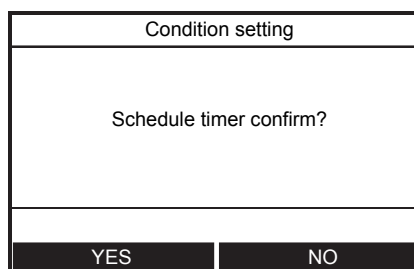 Condition setting
Schedule timer confirm?
YES NO